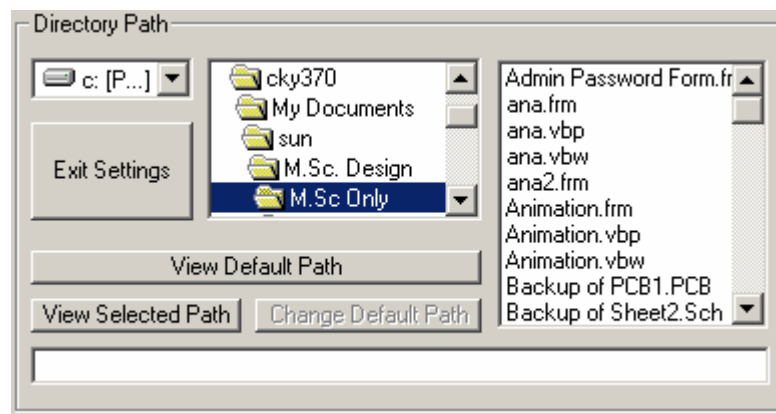 Directory Path
c: [P...]
Exit Settings
cky370
My Documents
sun
M.Sc. Design
M.Sc Only
Admin Password Form.fr
ana.frm
ana.vbp
ana.vbw
ana2.frm
Animation.frm
Animation.vbp
Animation.vbw
Backup of PCB1.PCB
Backup of Sheet2.Sch
View Default Path
View Selected Path
Change Default Path